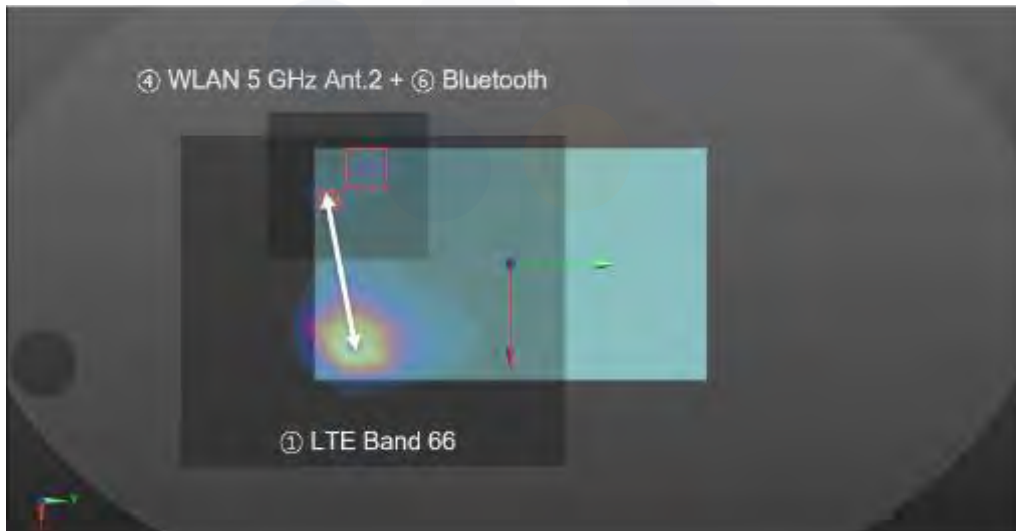 ④ WLAN 5 GHz Ant.2 + ⑥ Bluetooth
① LTE Band 66
Y